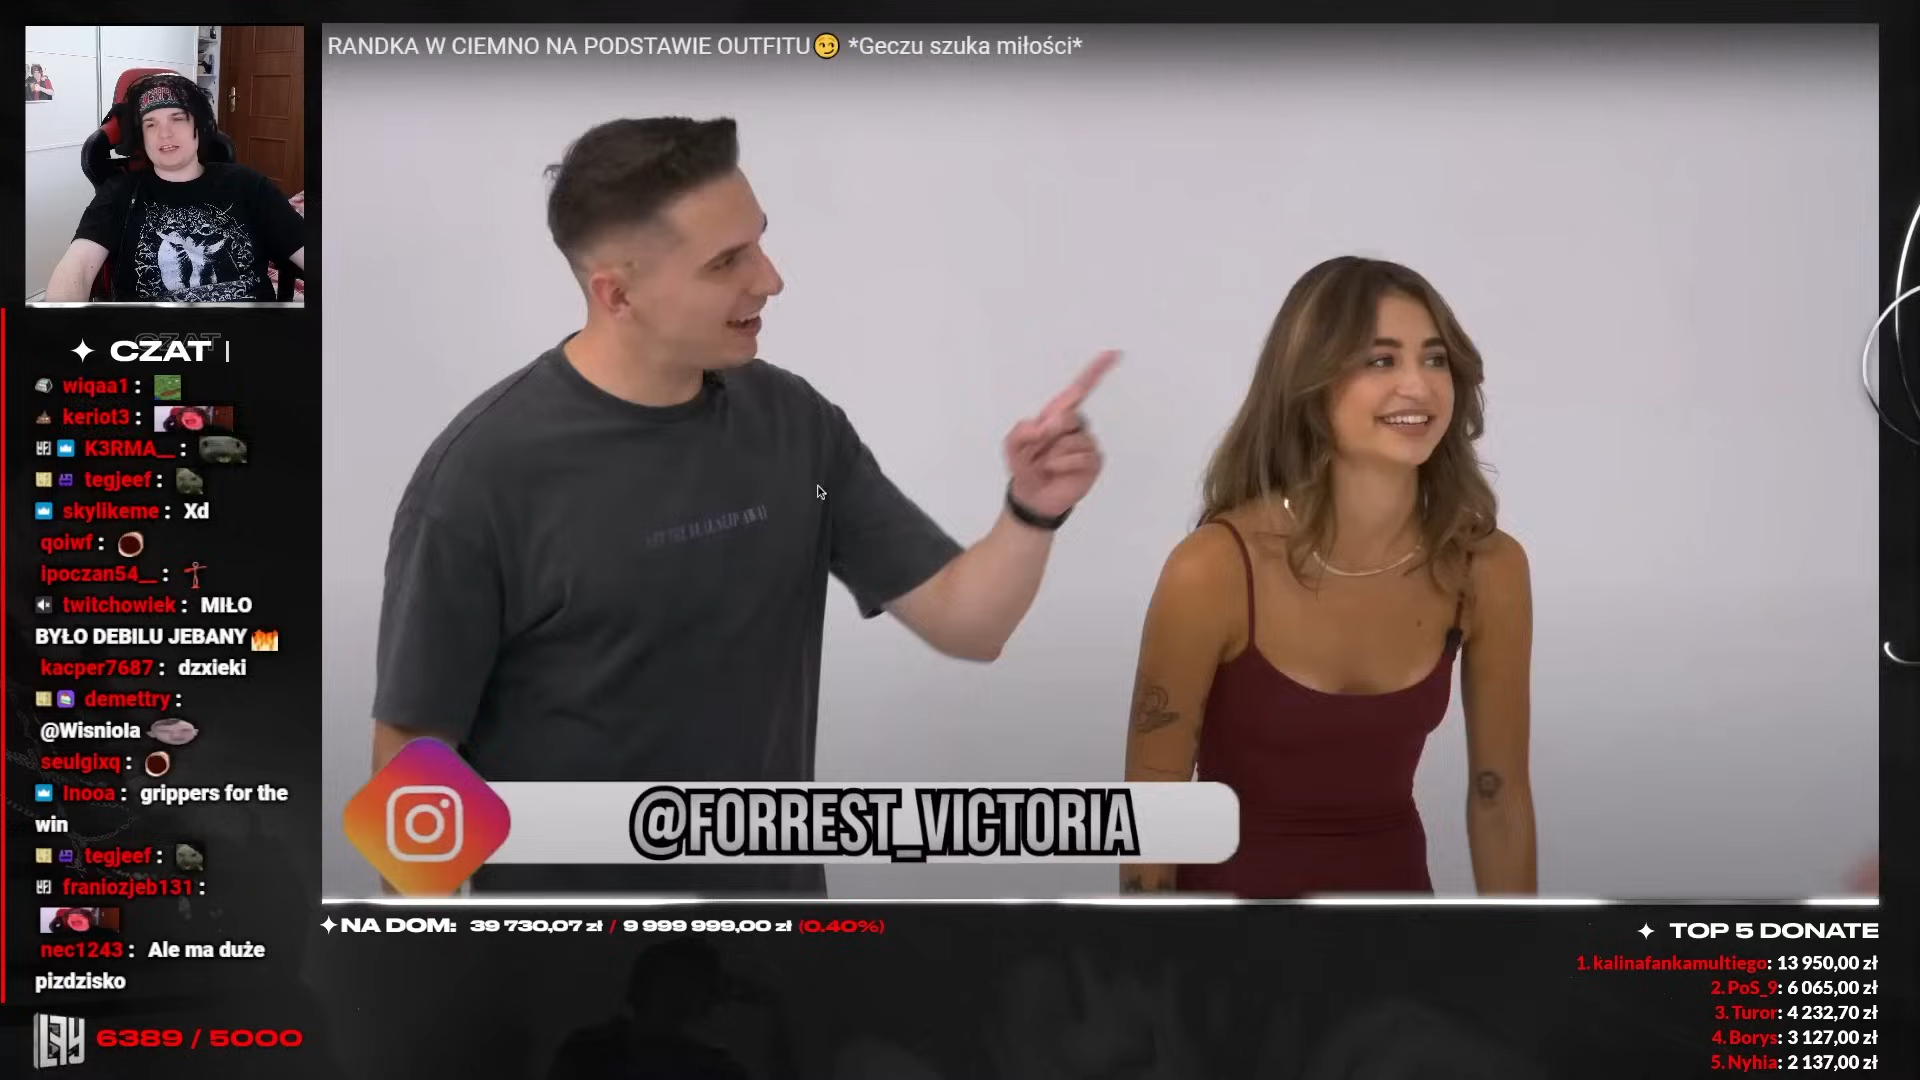 RANDKA W CIEMNO NA PODSTAWIE OUTFITU😏 *Geczu szuka miłości*
CZAT
wiqaa1 :
keriot3 :
K3RMA__ :
tegjeef :
skylikeme : Xd
qoiwf :
ipoczan54__ :
twitchowiek : MIŁO
BYŁO DEBILU JEBANY
kacper7687 : dzxieki
demettry :
@Wisniola
seulgixq :
Inooa : grippers for the
win
tegjeef :
franiozjeb131 :
nec1243 : Ale ma duże
pizdzisko
6389 / 5000
@FORREST_VICTORIA
NA DOM: 39 730,07 zł / 9 999 999,00 zł (0.40%)
TOP 5 DONATE
1. kalinafankamultiego: 13 950,00 zł
2. PoS_9: 6 065,00 zł
3. Turor: 4 232,70 zł
4. Borys: 3 127,00 zł
5. Nyhia: 2 137,00 zł